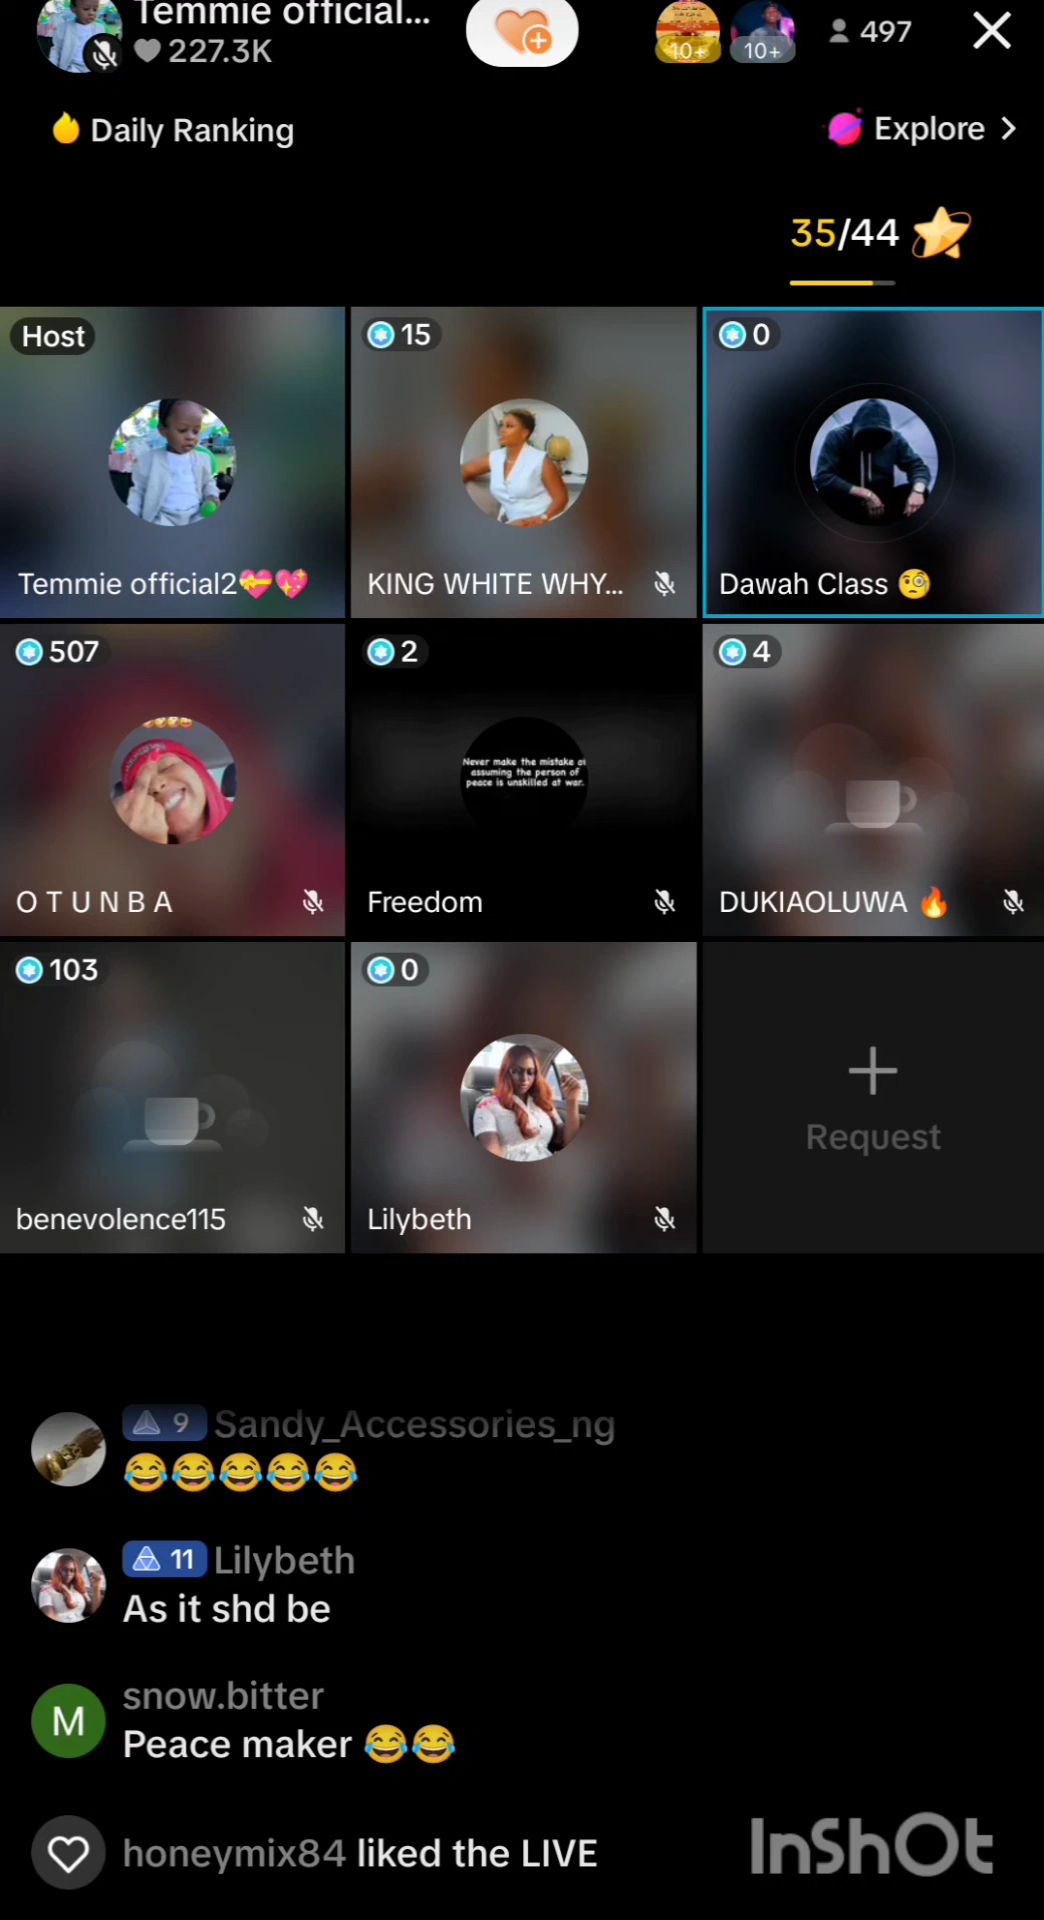 Temmie official...
227.3K
10+
10+
497
Daily Ranking
Explore >
35/44
Host
15
0
Temmie official2💝💖
KING WHITE WHY...
Dawah Class 🧐
507
2
4
Never make the mistake of
assuming the person of
peace is unskilled at war.
O T U N B A
Freedom
DUKIAOLUWA 🔥
103
0
Request
benevolence115
Lilybeth
9 Sandy_Accessories_ng
😂😂😂😂😂
11 Lilybeth
As it shd be
M
snow.bitter
Peace maker 😂😂
honeymix84 liked the LIVE
InShOt